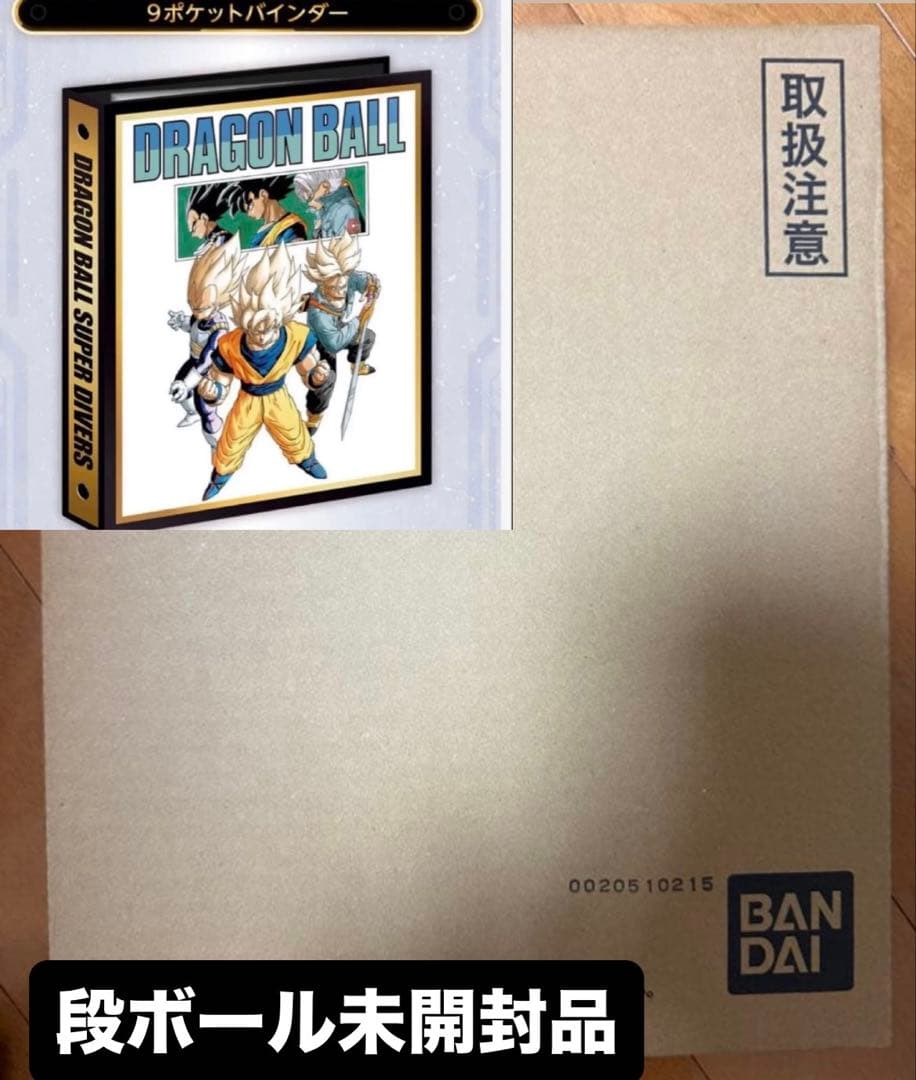 9ポケットバインダー
DRAGON BALL
DRAGON BALL SUPER DIVERS
取扱注意
0020510215
BAN
DAI
段ボール未開封品